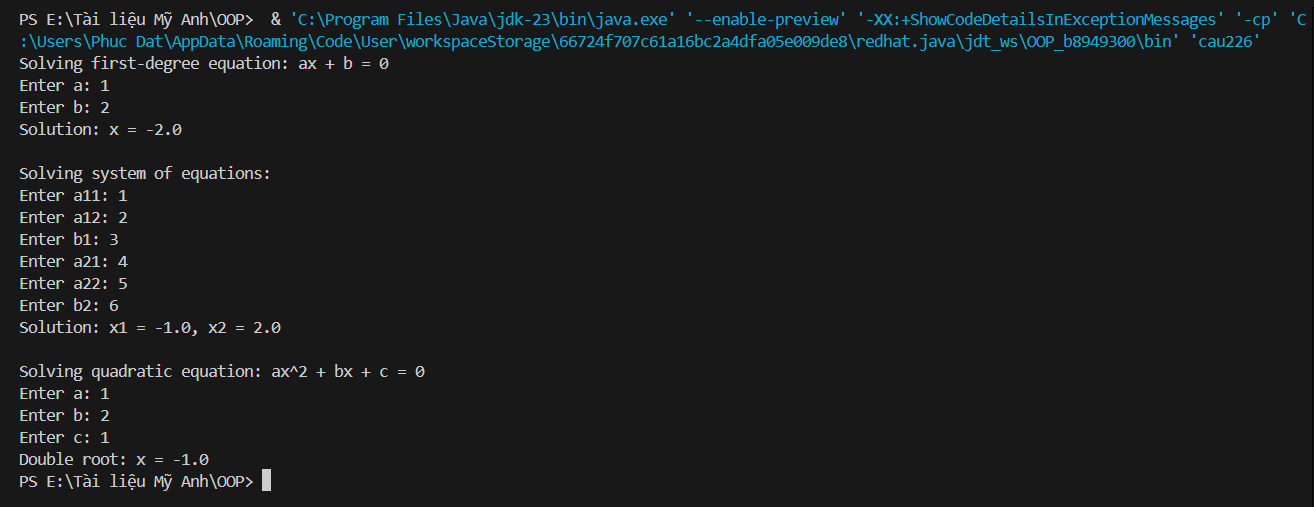 PS E:\Tài liệu Mỹ Anh\OOP>  & 'C:\Program Files\Java\jdk-23\bin\java.exe' '--enable-preview' '-XX:+ShowCodeDetailsInExceptionMessages' '-cp' 'C
:\Users\Phuc Dat\AppData\Roaming\Code\User\workspaceStorage\66724f707c61a16bc2a4dfa05e009de8\redhat.java\jdt_ws\OOP_b8949300\bin' 'cau226'
Solving first-degree equation: ax + b = 0
Enter a: 1
Enter b: 2
Solution: x = -2.0

Solving system of equations:
Enter a11: 1
Enter a12: 2
Enter b1: 3
Enter a21: 4
Enter a22: 5
Enter b2: 6
Solution: x1 = -1.0, x2 = 2.0

Solving quadratic equation: ax^2 + bx + c = 0
Enter a: 1
Enter b: 2
Enter c: 1
Double root: x = -1.0
PS E:\Tài liệu Mỹ Anh\OOP>